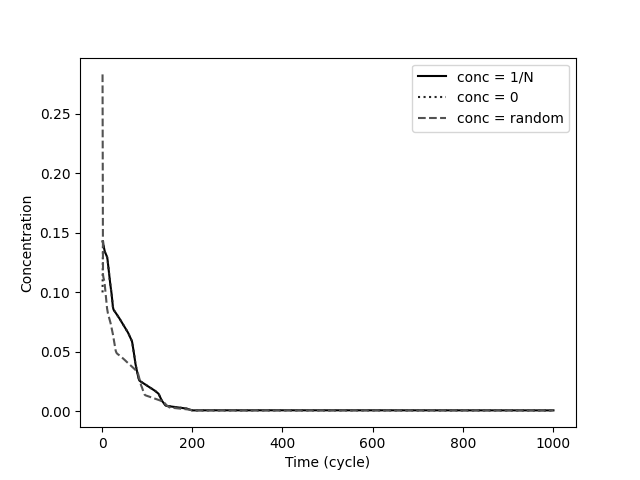 conc = 1/N
conc = 0
conc = random
Concentration
0.25
0.20
0.15
0.10
0.05
0.00
0 200 400 600 800 1000
Time (cycle)